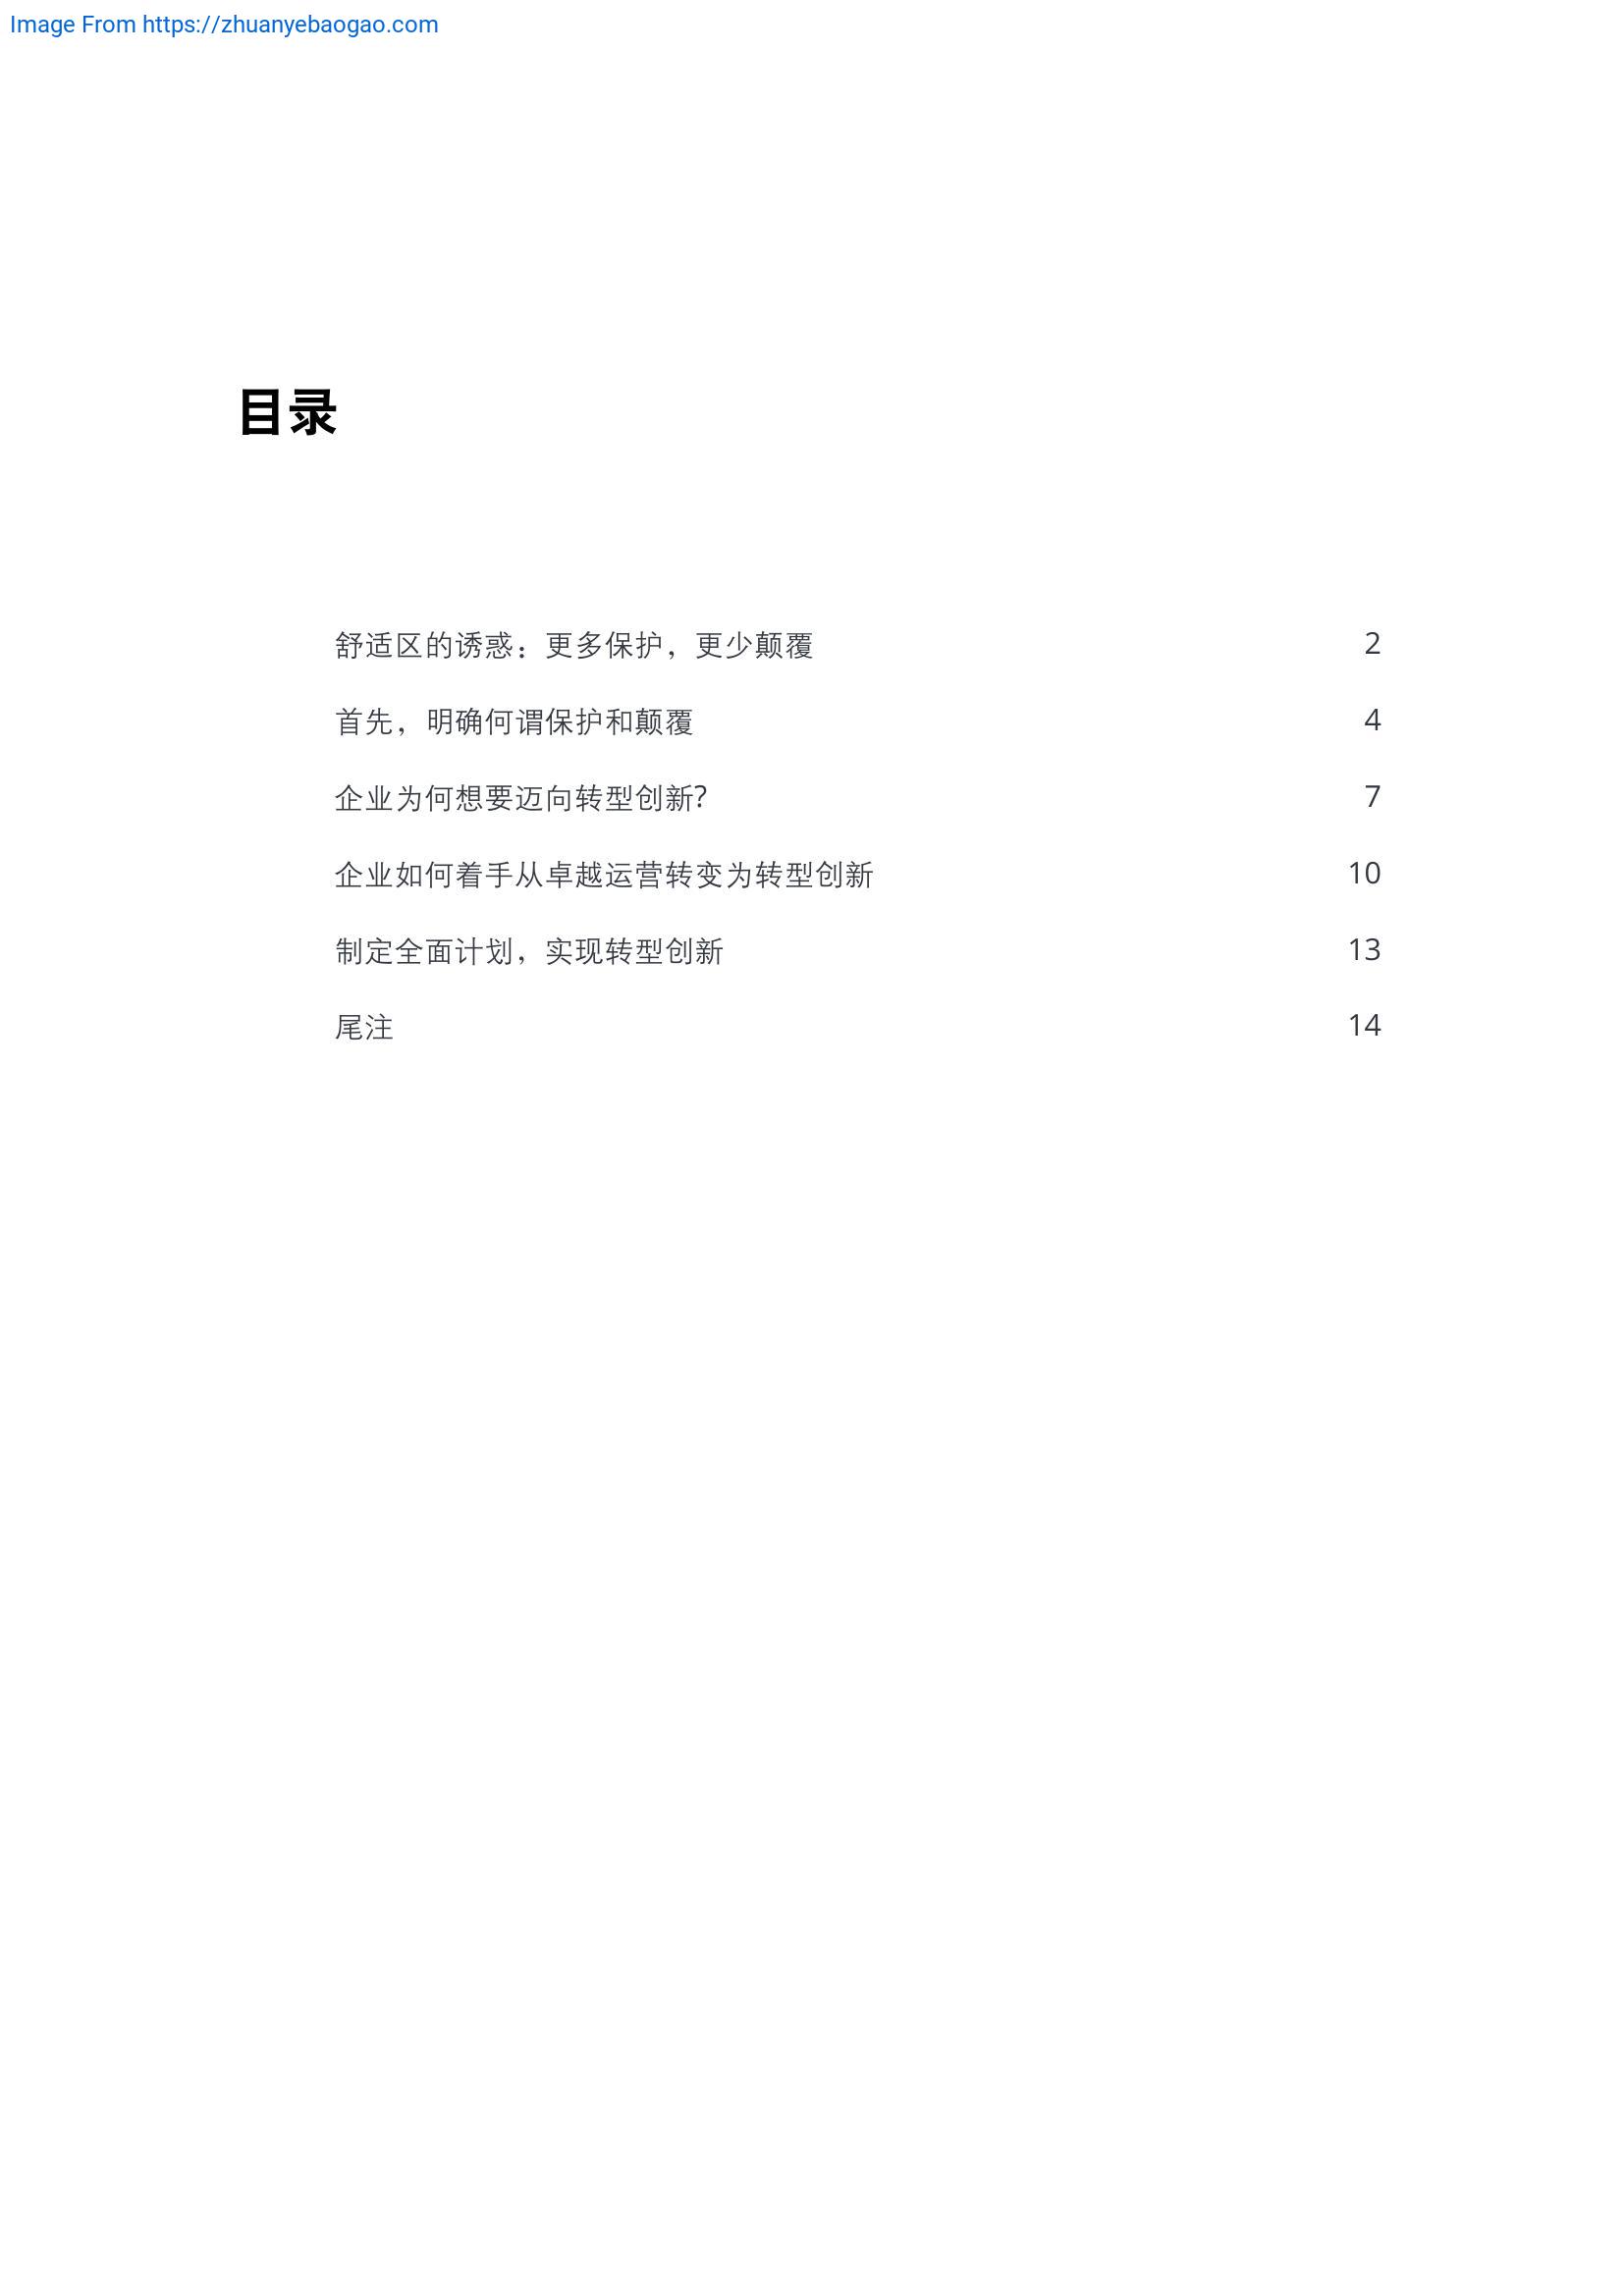 Image From https://zhuanyebaogao.com
目录
舒适区的诱惑：更多保护，更少颠覆 2
首先，明确何谓保护和颠覆 4
企业为何想要迈向转型创新? 7
企业如何着手从卓越运营转变为转型创新 10
制定全面计划，实现转型创新 13
尾注 14